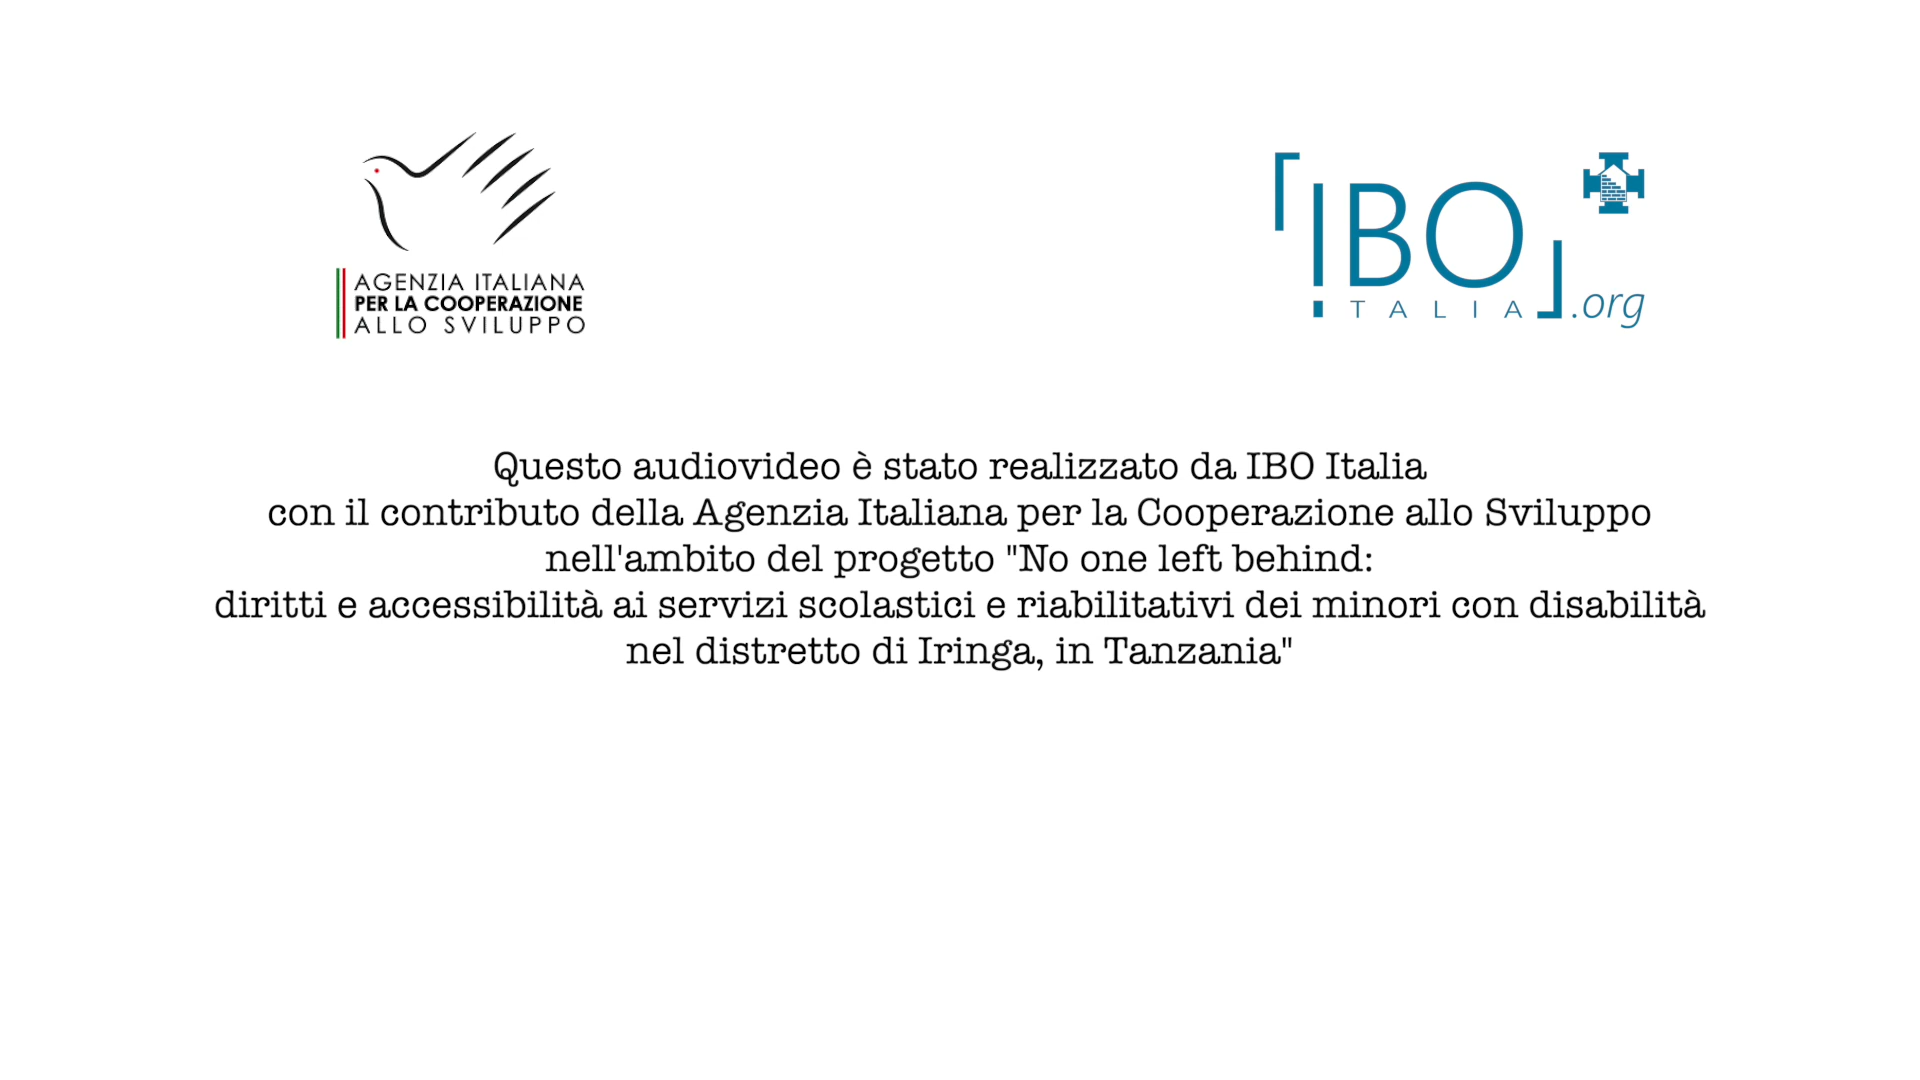 AGENZIA ITALIANA
PER LA COOPERAZIONE
ALLO SVILUPPO
IBO
ITALIA
.org
Questo audiovideo è stato realizzato da IBO Italia
con il contributo della Agenzia Italiana per la Cooperazione allo Sviluppo
nell'ambito del progetto "No one left behind:
diritti e accessibilità ai servizi scolastici e riabilitativi dei minori con disabilità
nel distretto di Iringa, in Tanzania"